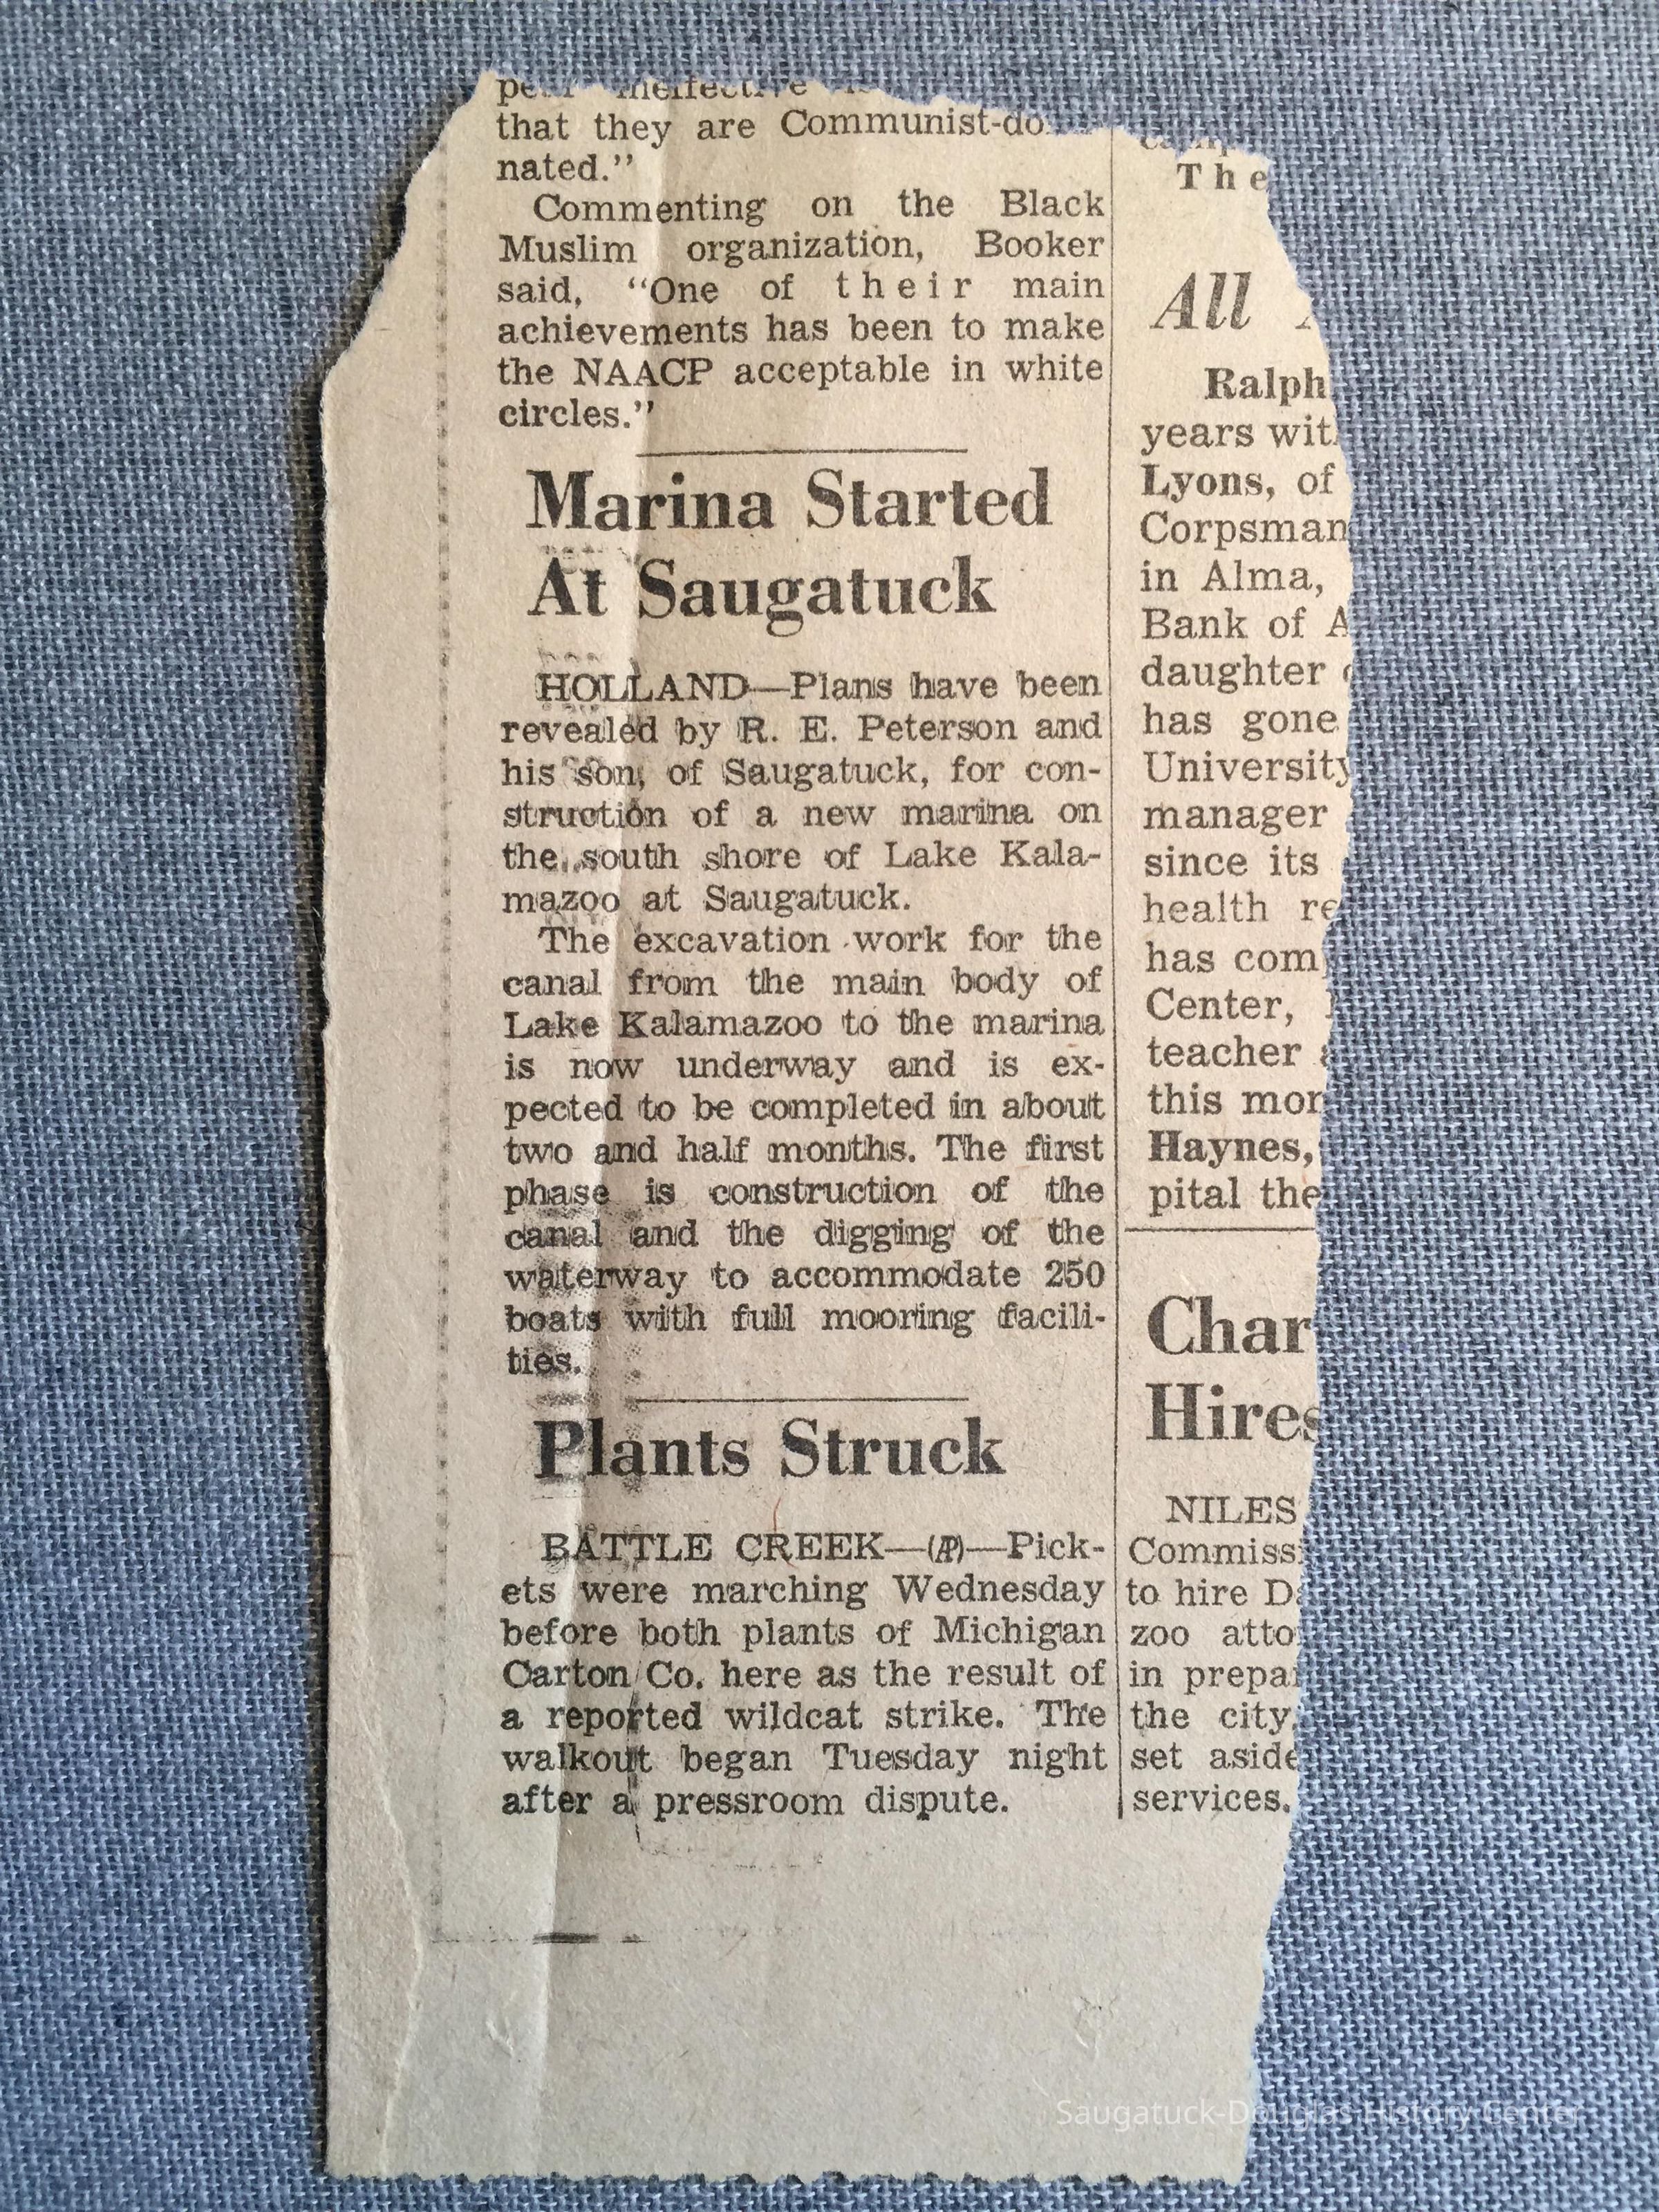 that they are Communist-do
nated.”
Commenting on the Black
Muslim organization, Booker
said, “One of their main
achievements has been to make
the NAACP acceptable in white
circles.”
Marina Started
At Saugatuck
HOLLAND—Plans have been
revealed by R. E. Peterson and
his son, of Saugatuck, for con-
struction of a new marina on
the south shore of Lake Kala-
mazoo at Saugatuck.
The excavation work for the
canal from the main body of
Lake Kalamazoo to the marina
is now underway and is ex-
pected to be completed in about
two and half months. The first
phase is construction of the
canal and the digging of the
waterway to accommodate 250
boats with full mooring facili-
ties.
Plants Struck
BATTLE CREEK—(AP)—Pick-
ets were marching Wednesday
before both plants of Michigan
Carton Co. here as the result of
a reported wildcat strike. The
walkout began Tuesday night
after a pressroom dispute.
The
All
Ralph
years wit
Lyons, of
Corpsman
in Alma,
Bank of A
daughter
has gone
University
manager
since its
health re
has com
Center,
teacher
this mor
Haynes,
pital the
Char
Hires
NILES
Commissi
to hire D
zoo atto
in prepa
the city
set aside
services.
Saugatuck-Douglas History Center